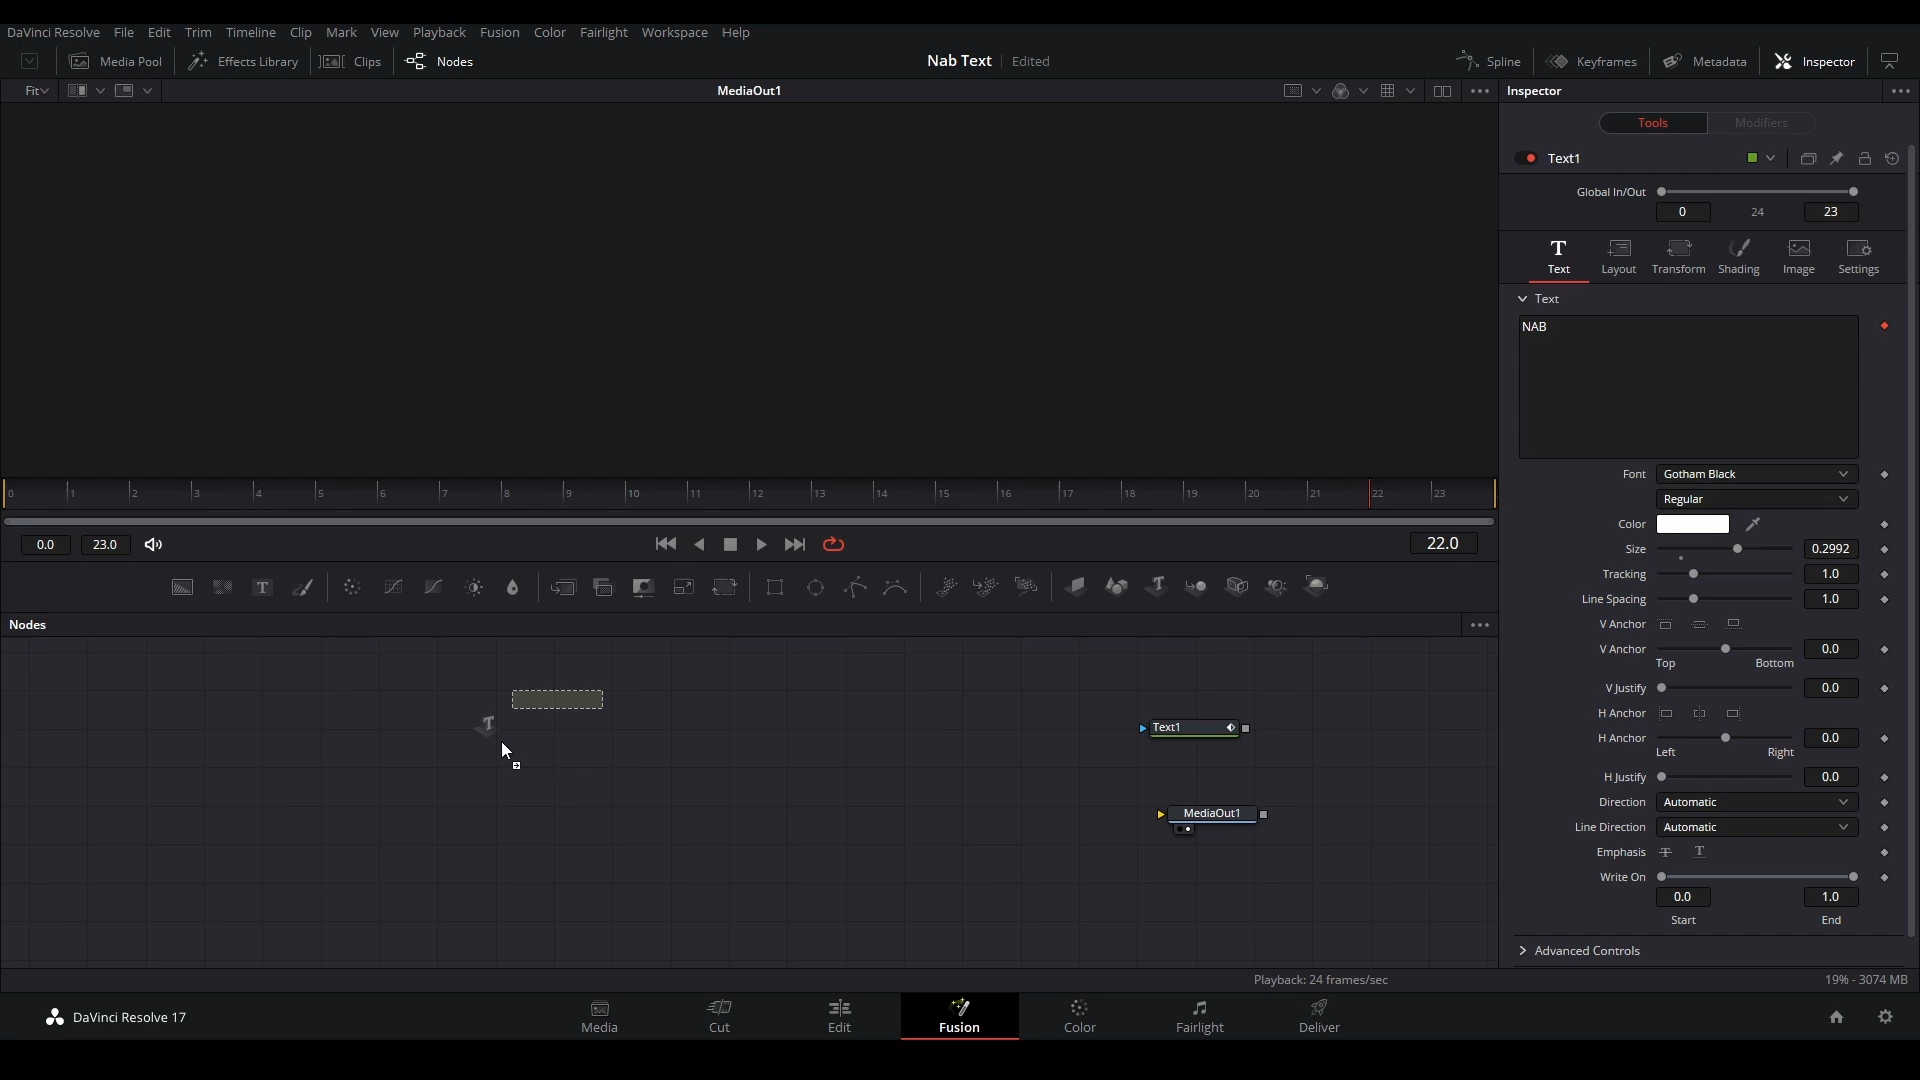 DaVinci Resolve File Edit Trim Timeline Clip Mark View Playback Fusion Color Fairlight Workspace Help
Media Pool Effects Library Clips Nodes Nab Text Edited Spline Keyframes Metadata Inspector
Fit MediaOut1 Inspector
Tools Modifiers
Text1
Global In/Out
0 24 23
T
Text Layout Transform Shading Image Settings
Text
NAB
Font Gotham Black
Regular
Color
Size 0.2992
Tracking 1.0
Line Spacing 1.0
V Anchor
V Anchor 0.0
Top Bottom
V Justify 0.0
H Anchor
H Anchor 0.0
Left Right
H Justify 0.0
Direction Automatic
Line Direction Automatic
Emphasis T T
Write On
0.0 1.0
Start End
Advanced Controls
0 1 2 3 4 5 6 7 8 9 10 11 12 13 14 15 16 17 18 19 20 21 22 23
0.0 23.0 22.0
T T
Nodes
T
Text1
MediaOut1
Playback: 24 frames/sec 19% - 3074 MB
DaVinci Resolve 17 Media Cut Edit Fusion Color Fairlight Deliver